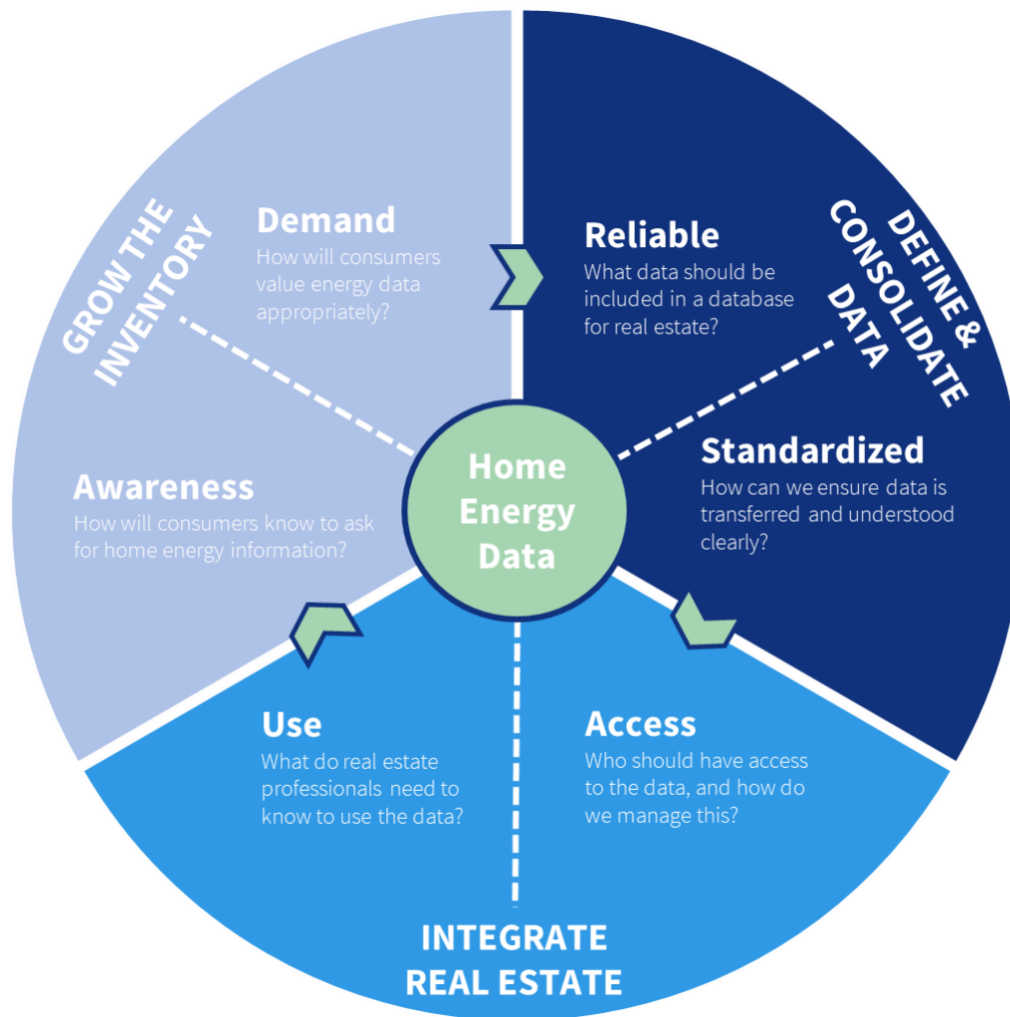 GROW THE
INVENTORY
Demand
How will consumers
value energy data
appropriately?
Awareness
How will consumers know to ask
for home energy information?
DEFINE &
CONSOLIDATE
DATA
Reliable
What data should be
included in a database
for real estate?
Standardized
How can we ensure data is
transferred and understood
clearly?
Home
Energy
Data
Use
What do real estate
professionals need to
know to use the data?
Access
Who should have access
to the data, and how do
we manage this?
INTEGRATE
REAL ESTATE